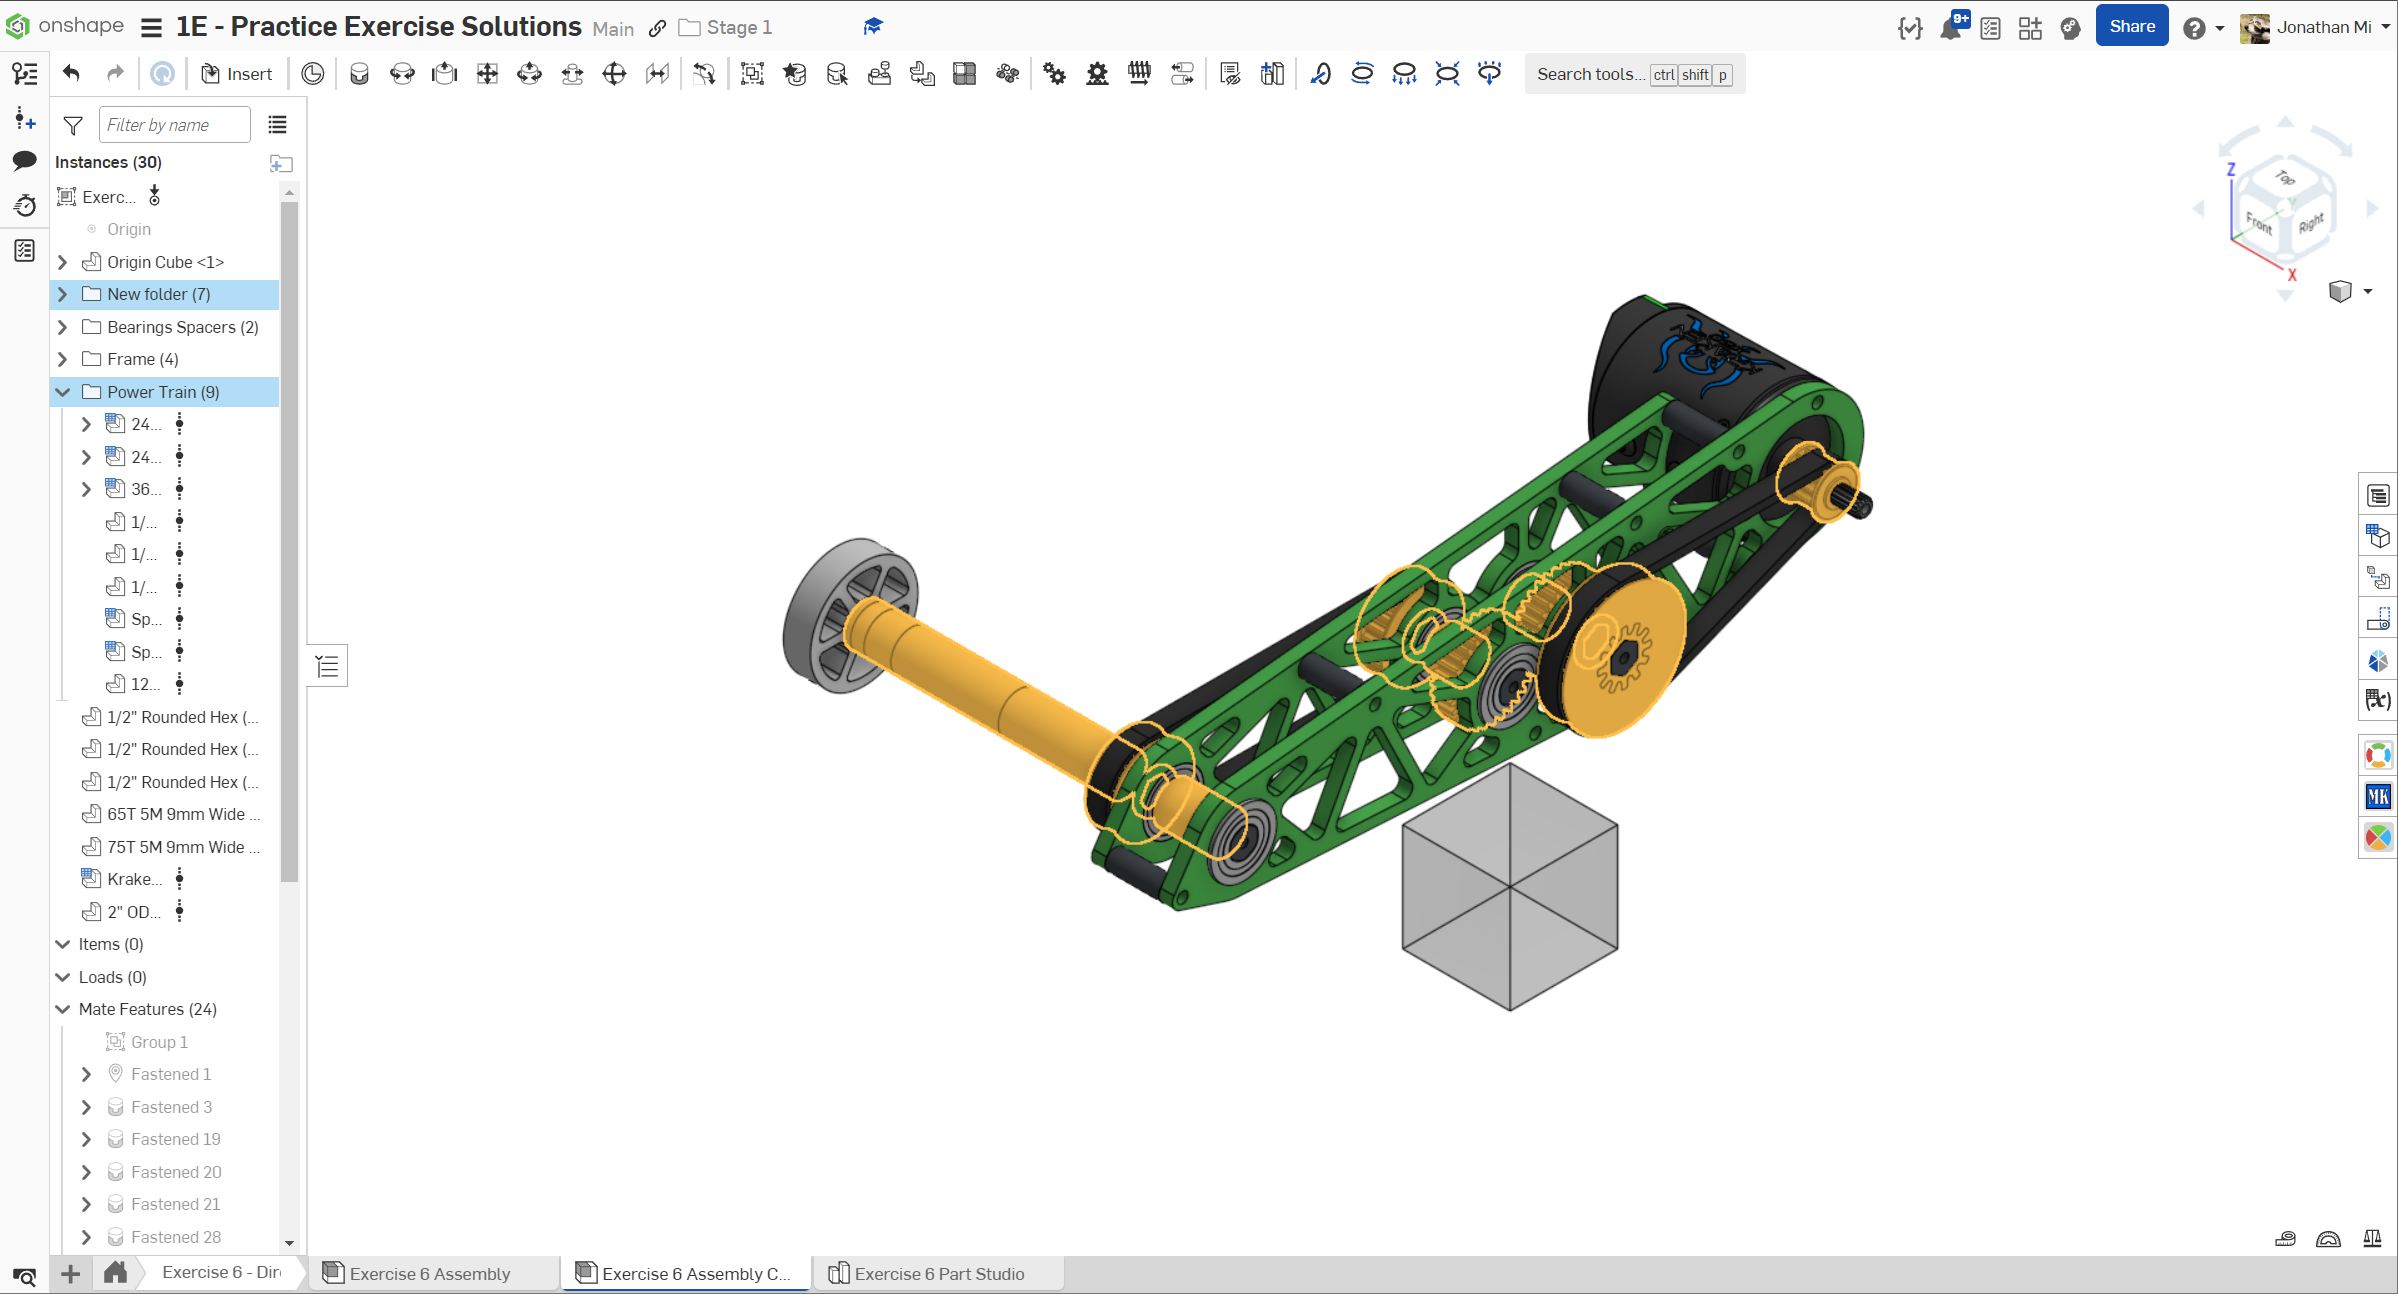 onshape
1E - Practice Exercise Solutions Main Stage 1
9+
Share
Jonathan Mi
Insert
Search tools... ctrl shift p
Filter by name
Instances (30)
Exerc...
Origin
Origin Cube <1>
New folder (7)
Bearings Spacers (2)
Frame (4)
Power Train (9)
24...
24...
36...
1/...
1/...
1/...
Sp...
Sp...
12...
1/2" Rounded Hex (...
1/2" Rounded Hex (...
1/2" Rounded Hex (...
65T 5M 9mm Wide ...
75T 5M 9mm Wide ...
Krake...
2" OD...
Items (0)
Loads (0)
Mate Features (24)
Group 1
Fastened 1
Fastened 3
Fastened 19
Fastened 20
Fastened 21
Fastened 28
Z
Top
Y
Front
Right
X
(x)
MK
Exercise 6 - Dir
Exercise 6 Assembly
Exercise 6 Assembly C...
Exercise 6 Part Studio